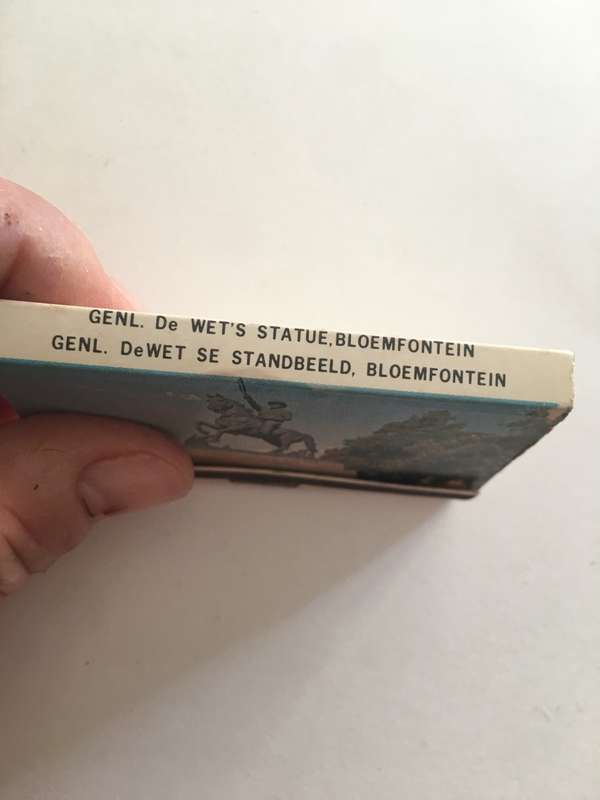 GENL. De WET'S STATUE,BLOEMFONTEIN
GENL. DeWET SE STANDBEELD, BLOEMFONTEIN